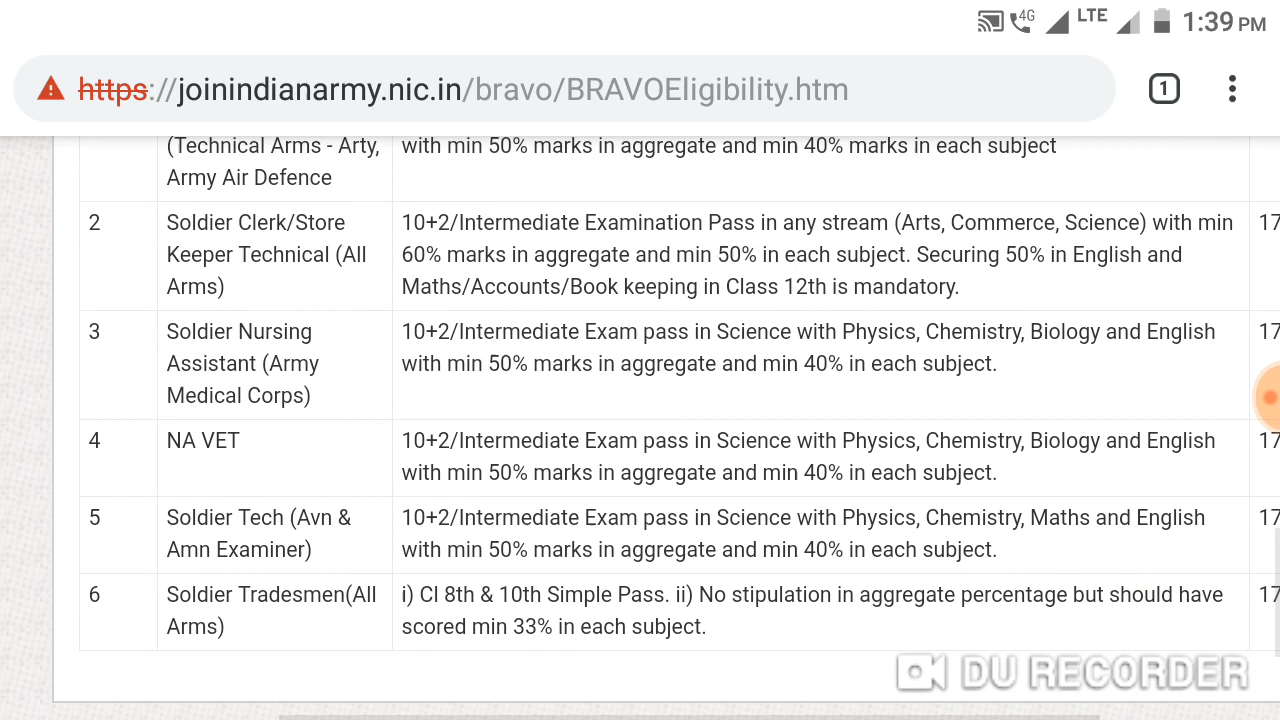 4G LTE 1:39 PM
https://joinindianarmy.nic.in/bravo/BRAVOEligibility.htm 1
(Technical Arms - Arty, with min 50% marks in aggregate and min 40% marks in each subject
Army Air Defence
2 Soldier Clerk/Store 10+2/Intermediate Examination Pass in any stream (Arts, Commerce, Science) with min 17
Keeper Technical (All 60% marks in aggregate and min 50% in each subject. Securing 50% in English and
Arms) Maths/Accounts/Book keeping in Class 12th is mandatory.
3 Soldier Nursing 10+2/Intermediate Exam pass in Science with Physics, Chemistry, Biology and English 17
Assistant (Army with min 50% marks in aggregate and min 40% in each subject.
Medical Corps)
4 NA VET 10+2/Intermediate Exam pass in Science with Physics, Chemistry, Biology and English 17
with min 50% marks in aggregate and min 40% in each subject.
5 Soldier Tech (Avn & 10+2/Intermediate Exam pass in Science with Physics, Chemistry, Maths and English 17
Amn Examiner) with min 50% marks in aggregate and min 40% in each subject.
6 Soldier Tradesmen(All i) Cl 8th & 10th Simple Pass. ii) No stipulation in aggregate percentage but should have 17
Arms) scored min 33% in each subject.
DU RECORDER